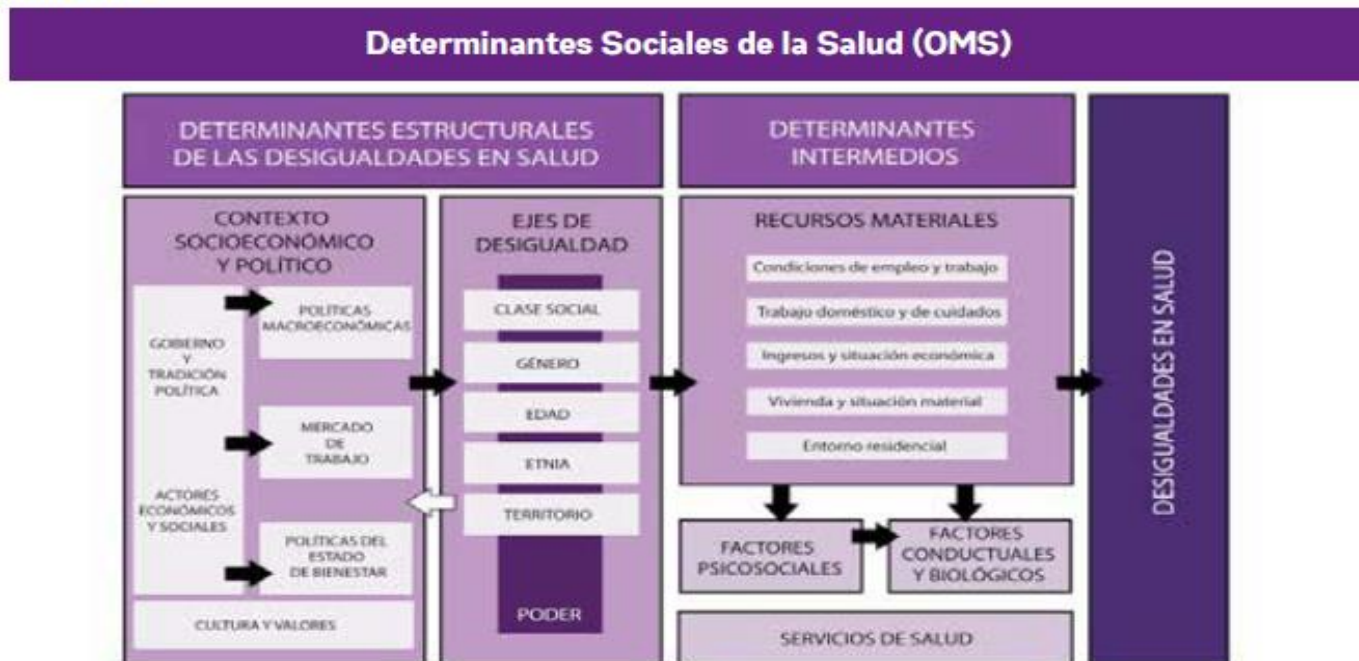 Determinantes Sociales de la Salud (OMS)
DETERMINANTES ESTRUCTURALES
DE LAS DESIGUALDADES EN SALUD
CONTEXTO
SOCIOECONÓMICO
Y POLÍTICO
GOBIERNO
Y
TRADICIÓN
POLÍTICA
ACTORES
ECONÓMICOS
Y SOCIALES
POLÍTICAS
MACROECONÓMICAS
MERCADO
DE
TRABAJO
POLÍTICAS DEL
ESTADO
DE BIENESTAR
CULTURA Y VALORES
EJES DE
DESIGUALDAD
CLASE SOCIAL
GÉNERO
EDAD
ETNIA
TERRITORIO
PODER
DETERMINANTES
INTERMEDIOS
RECURSOS MATERIALES
Condiciones de empleo y trabajo
Trabajo doméstico y de cuidados
Ingresos y situación económica
Vivienda y situación material
Entorno residencial
FACTORES
PSICOSOCIALES
FACTORES
CONDUCTUALES
Y BIOLÓGICOS
SERVICIOS DE SALUD
DESIGUALDADES EN SALUD